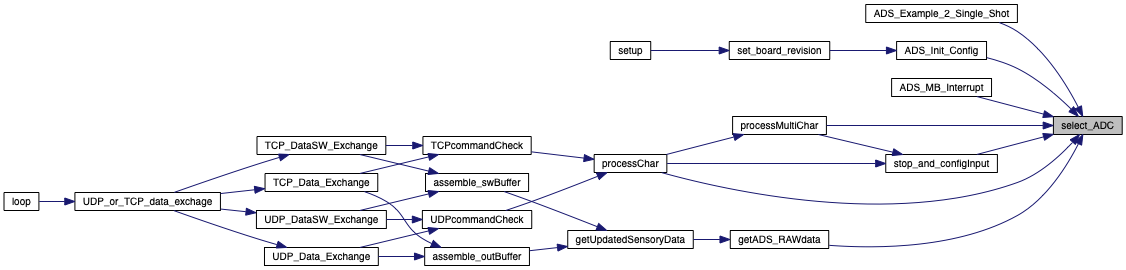 ADS_Example_2_Single_Shot
setup
set_board_revision
ADS_Init_Config
ADS_MB_Interrupt
select_ADC
processMultiChar
TCP_DataSW_Exchange
TCPcommandCheck
processChar
stop_and_configInput
TCP_Data_Exchange
assemble_swBuffer
loop
UDP_or_TCP_data_exchage
UDP_DataSW_Exchange
UDPcommandCheck
getUpdatedSensoryData
getADS_RAWdata
UDP_Data_Exchange
assemble_outBuffer